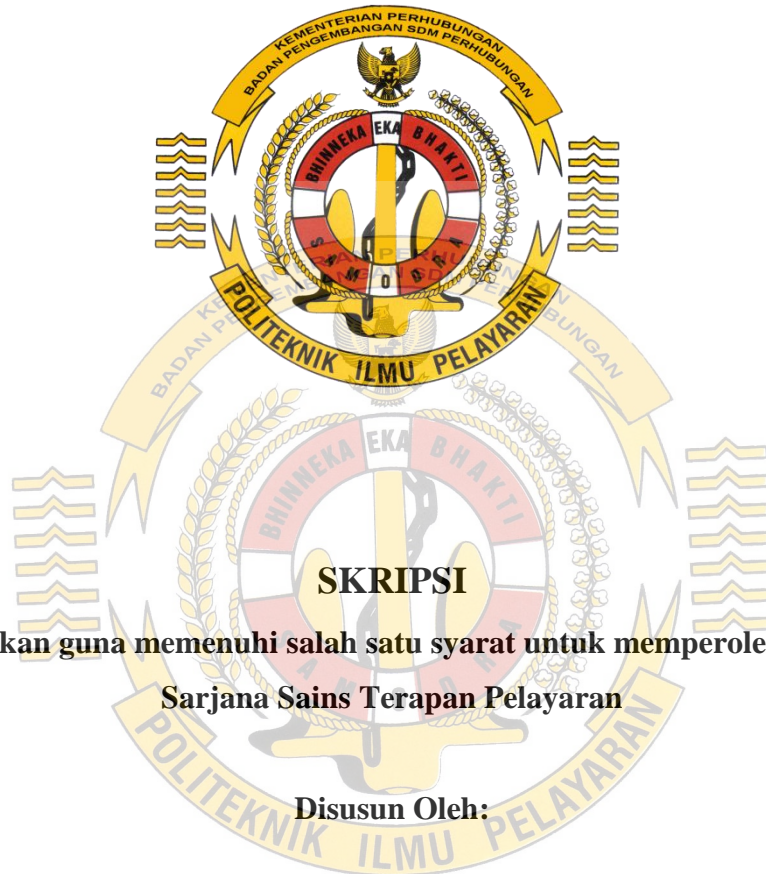 KEMENTERIAN PERHUBUNGAN
BADAN PENGEMBANGAN SDM PERHUBUNGAN
BHINNEKA EKA BHAKTI
SAMODRA
POLITEKNIK ILMU PELAYARAN
SKRIPSI
kan guna memenuhi salah satu syarat untuk memperole
Sarjana Sains Terapan Pelayaran
Disusun Oleh: